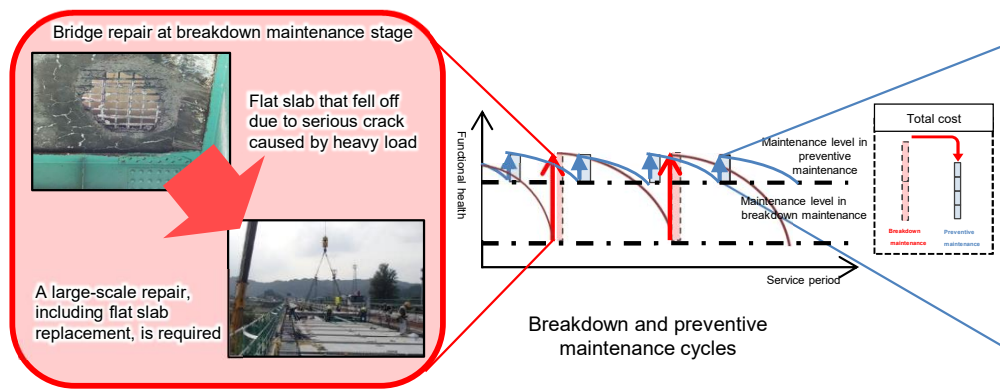 Bridge repair at breakdown maintenance stage
Flat slab that fell off
due to serious crack
caused by heavy load
A large-scale repair,
including flat slab
replacement, is required
Functional health
Maintenance level in
preventive
maintenance
Maintenance level
in breakdown maintenance
Service period
Breakdown and preventive
maintenance cycles
Total cost
Breakdown
maintenance
Preventive
maintenance